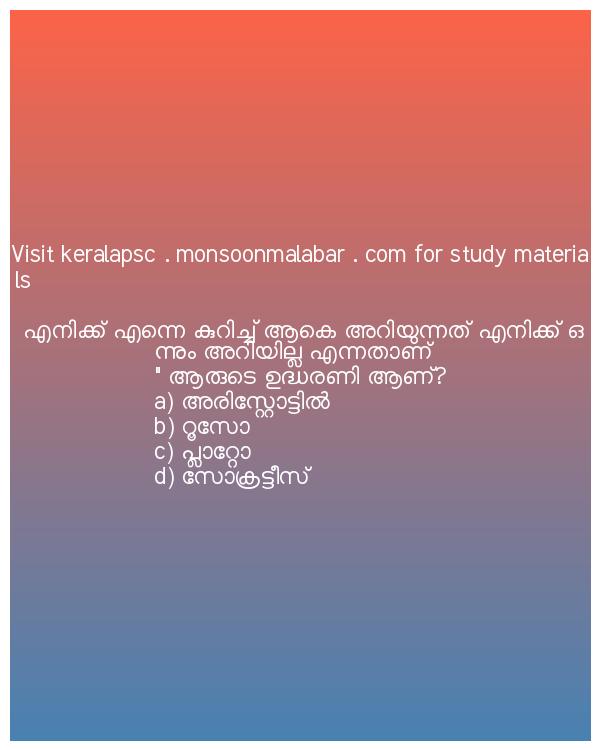 Visit keralapsc . monsoonmalabar . com for study materia
ls
എനിക്ക് എന്നെ കുറിച്ച് ആകെ അറിയുന്നത് എനിക്ക് ഒ
ന്നും അറിയില്ല എന്നതാണ്
" ആരുടെ ഉദ്ധരണി ആണ്?
a) അരിസ്റ്റോട്ടിൽ
b) റൂസോ
c) പ്ലാറ്റോ
d) സോക്രട്ടീസ്